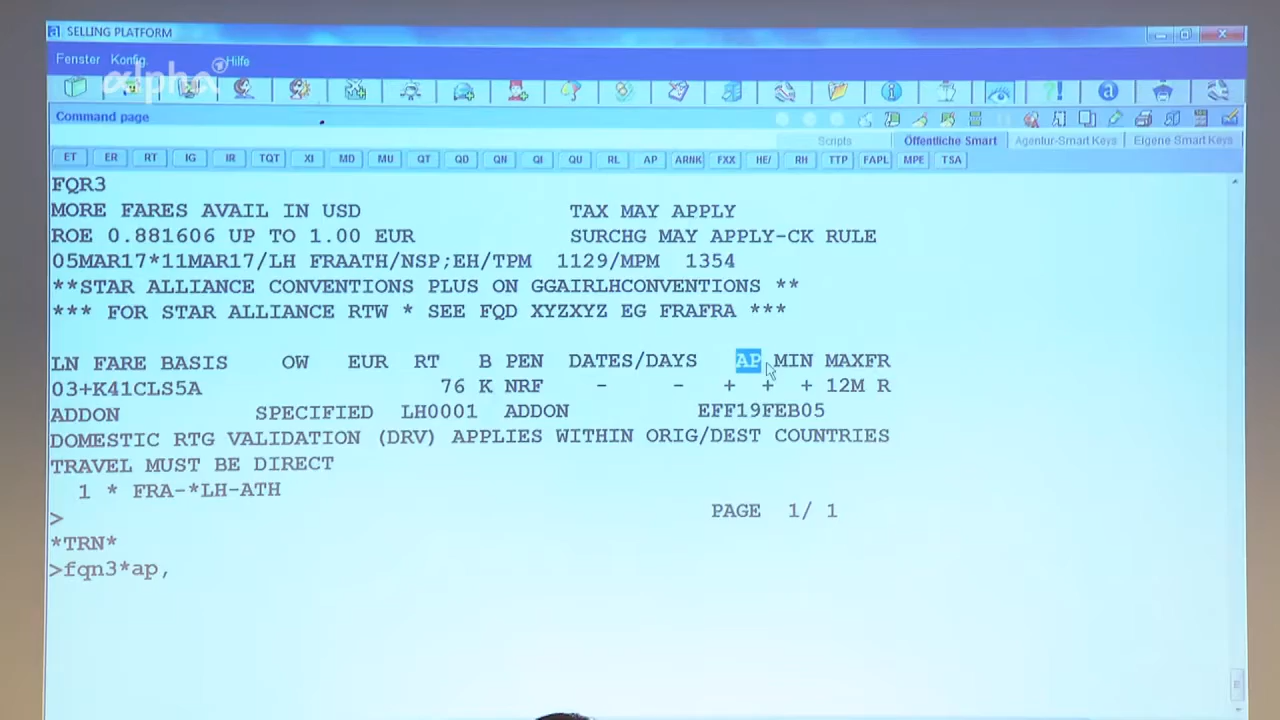 SELLING PLATFORM
Fenster Konfig. Hilfe
alpha
Command page
Scripts Öffentliche Smart Agentur-Smart Keys Eigene Smart Keys
ET ER RT IG IR TQT XI MD MU QT QD QN QI QU RL AP ARNK FXX HE/ RH TTP FAPL MPE TSA
FQR3
MORE FARES AVAIL IN USD TAX MAY APPLY
ROE 0.881606 UP TO 1.00 EUR SURCHG MAY APPLY-CK RULE
05MAR17*11MAR17/LH FRAATH/NSP;EH/TPM 1129/MPM 1354
**STAR ALLIANCE CONVENTIONS PLUS ON GGAIRLHCONVENTIONS **
*** FOR STAR ALLIANCE RTW * SEE FQD XYZXYZ EG FRAFRA ***
LN FARE BASIS OW EUR RT B PEN DATES/DAYS AP MIN MAXFR
03+K41CLS5A 76 K NRF - - + + + 12M R
ADDON SPECIFIED LH0001 ADDON EFF19FEB05
DOMESTIC RTG VALIDATION (DRV) APPLIES WITHIN ORIG/DEST COUNTRIES
TRAVEL MUST BE DIRECT
1 * FRA-*LH-ATH
PAGE 1/ 1
>
*TRN*
>fqn3*ap,